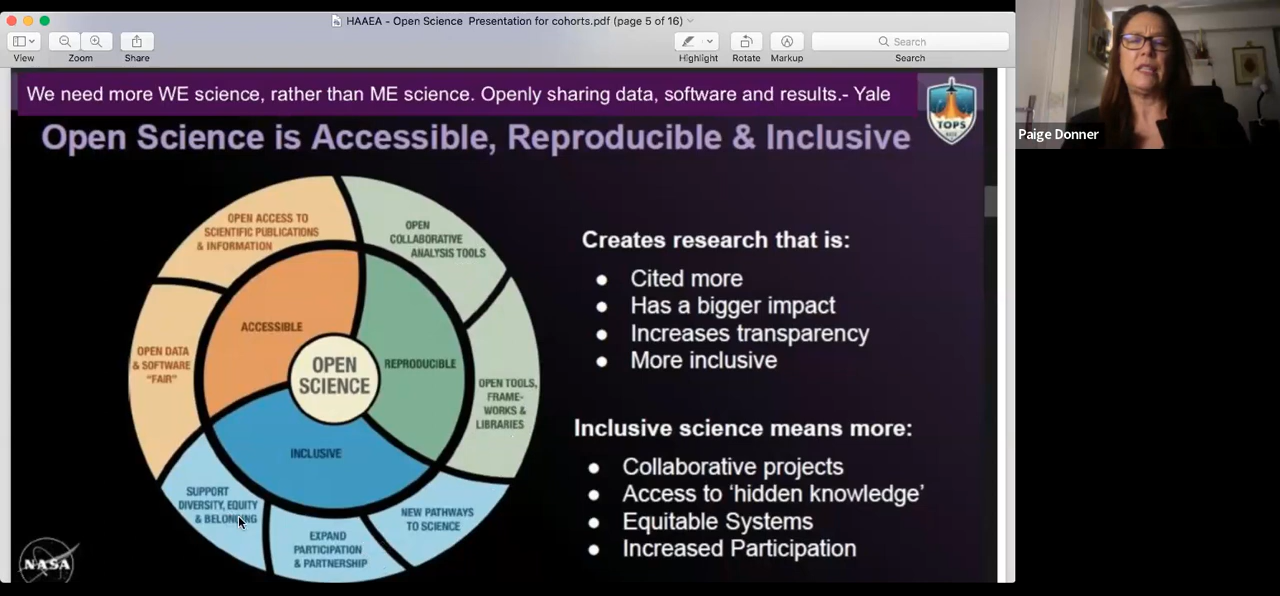 HAAEA - Open Science  Presentation for cohorts.pdf (page 5 of 16)
View
Zoom
Share
Highlight
Rotate
Markup
Search
Search
We need more WE science, rather than ME science. Openly sharing data, software and results.- Yale
TOPS
Open Science is Accessible, Reproducible & Inclusive
OPEN ACCESS TO
SCIENTIFIC PUBLICATIONS
& INFORMATION
OPEN
COLLABORATIVE
ANALYSIS TOOLS
ACCESSIBLE
OPEN DATA
& SOFTWARE
"FAIR"
OPEN
SCIENCE
REPRODUCIBLE
OPEN TOOLS,
FRAME-
WORKS &
LIBRARIES
INCLUSIVE
SUPPORT
DIVERSITY, EQUITY
& BELONGING
EXPAND
PARTICIPATION
& PARTNERSHIP
NEW PATHWAYS
TO SCIENCE
Creates research that is:
● Cited more
● Has a bigger impact
● Increases transparency
● More inclusive
Inclusive science means more:
● Collaborative projects
● Access to ‘hidden knowledge’
● Equitable Systems
● Increased Participation
NASA
Paige Donner